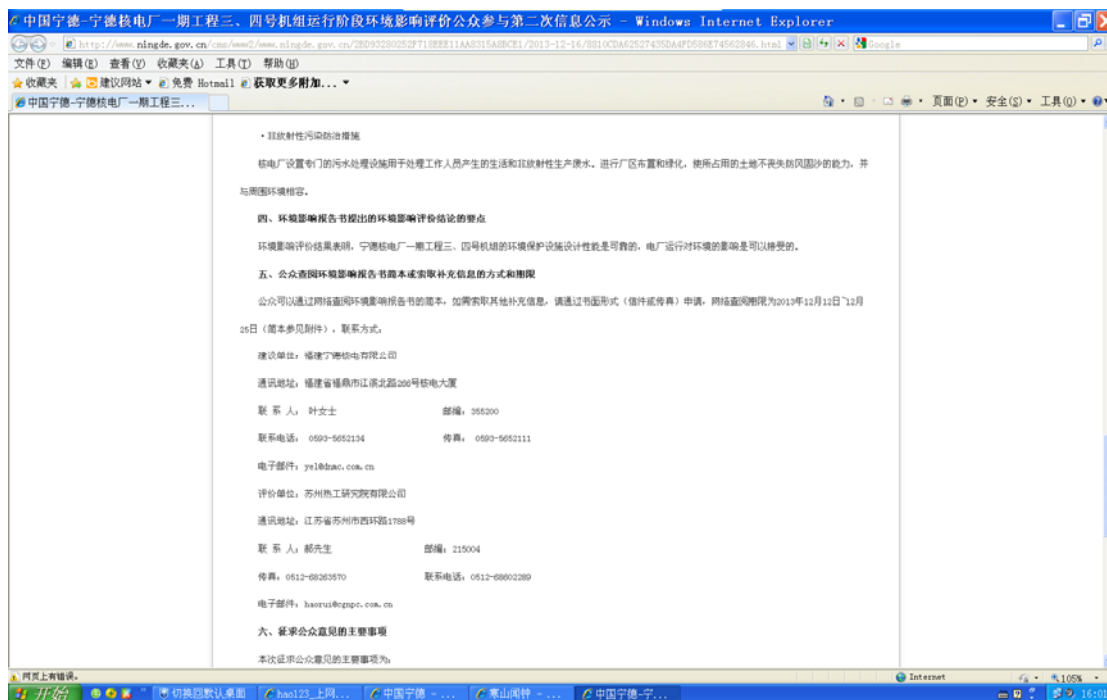 中国宁德-宁德核电厂一期工程三、四号机组运行阶段环境影响评价公众参与第二次信息公示 - Windows Internet Explorer
Google
文件(F) 编辑(E) 查看(V) 收藏夹(A) 工具(T) 帮助(H)
收藏夹 建议网站 免费 Hotmail 获取更多附加...
中国宁德-宁德核电厂一期工程三... 页面(P) 安全(S) 工具(O)
·非放射性污染防治措施
核电厂设置专门的污水处理设施用于处理工作人员产生的生活和非放射性生产废水。进行厂区布置和绿化，使所占用的土地不丧失防风固沙的能力，并
与周围环境相容。
四、环境影响报告书提出的环境影响评价结论的要点
环境影响评价结果表明，宁德核电厂一期工程三、四号机组的环境保护设施设计性能是可靠的，电厂运行对环境的影响是可以接受的。
五、公众查阅环境影响报告书简本或索取补充信息的方式和期限
公众可以通过网络查阅环境影响报告书的简本，如需索取其他补充信息，请通过书面形式（信件或传真）申请，网络查阅期限为2013年12月12日~12月
25日（简本参见附件）。联系方式：
建设单位：福建宁德核电有限公司
通讯地址：福建省福鼎市江滨北路266号核电大厦
联 系 人： 叶女士 邮编：355200
联系电话： 0593-5652134 传真： 0593-5652111
电子邮件：yel@dnmc.com.cn
评价单位：苏州热工研究院有限公司
通讯地址：江苏省苏州市西环路1788号
联 系 人：郝先生 邮编：215004
传真：0512-68263570 联系电话：0512-68602289
电子邮件：haorui@cgnpc.com.cn
六、征求公众意见的主要事项
本次征求公众意见的主要事项为：
网页上有错误。 Internet 105%
开始 切换回默认桌面 hao123_上网... 中国宁德 - ... 寒山闻钟 - ... 中国宁德-宁... 16:01